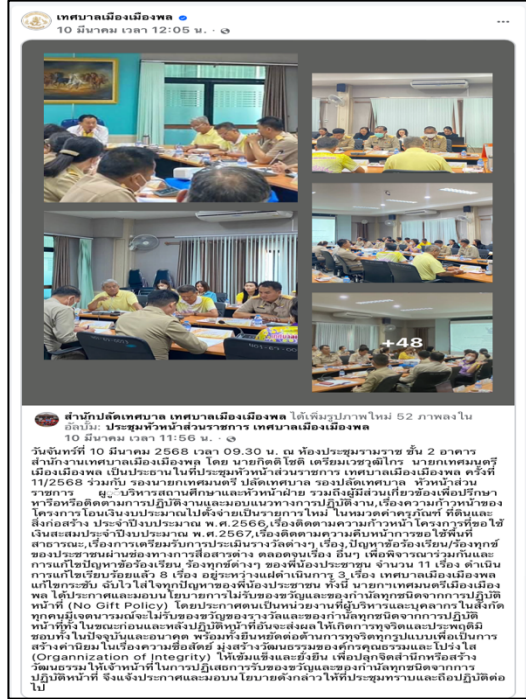 เทศบาลเมืองเมืองพล
10 มีนาคม เวลา 12:05 น. ·
+48
สำนักปลัดเทศบาล เทศบาลเมืองเมืองพล ได้เพิ่มรูปภาพใหม่ 52 ภาพลงใน
อัลบั้ม: ประชุมหัวหน้าส่วนราชการ เทศบาลเมืองเมืองพล
10 มีนาคม เวลา 11:56 น. ·
วันจันทร์ที่ 10 มีนาคม 2568 เวลา 09.30 น. ณ ห้องประชุมรามราช ชั้น 2 อาคาร
สำนักงานเทศบาลเมืองเมืองพล โดย นายกิตติโชติ เตรียมเวชวุฒิไกร นายกเทศมนตรี
เมืองเมืองพล เป็นประธาน ในที่ประชุมหัวหน้าส่วนราชการ เทศบาลเมืองเมืองพล ครั้งที่
11/2568 ร่วมกับ รองนายกเทศมนตรี ปลัดเทศบาล รองปลัดเทศบาล หัวหน้าส่วน
ราชการ ผู้บริหารสถานศึกษาและหัวหน้าฝ่าย รวมถึงผู้มีส่วนเกี่ยวข้องเพื่อปรึกษา
หารือหรือติดตามการปฏิบัติงานและมอบแนวทางการปฏิบัติงาน,เรื่องความก้าวหน้าของ
โครงการ โอนเงินงบประมาณไปตั้งจ่ายเป็นรายการใหม่ ในหมวดค่าครุภัณฑ์ ที่ดินและ
สิ่งก่อสร้าง ประจำปีงบประมาณ พ.ศ.2566,เรื่องติดตามความก้าวหน้าโครงการที่ขอใช้
เงินสะสมประจำปีงบประมาณ พ.ศ.2567,เรื่องติดตามความคืบหน้าการขอใช้พื้นที่
สาธารณะ,เรื่องการเตรียมรับการประเมินรางวัลต่างๆ เรื่อง,ปัญหาข้อร้องเรียน/ร้องทุกข์
ของประชาชนผ่านช่องทางการสื่อสารต่าง ตลอดจนเรื่อง อื่นๆ เพื่อพิจารณาร่วมกันและ
การแก้ไขปัญหาข้อร้องเรียน ร้องทุกข์ต่างๆ ของพี่น้องประชาชน จำนวน 11 เรื่อง ดำเนิน
การแก้ไขเรียบร้อยแล้ว 8 เรื่อง อยู่ระหว่างแผนดำเนินการ 3 เรื่อง เทศบาลเมืองเมืองพล
แก้ไขกระชับ ฉับไว ใส่ใจทุกปัญหาของพี่น้องประชาชน ทั้งนี้ นายกเทศมนตรีเมืองเมือง
พล ได้ประกาศและมอบนโยบายการไม่รับของขวัญและของกำนัลทุกชนิดจากการปฏิบัติ
หน้าที่ (No Gift Policy) โดยประกาศตนเป็นหน่วยงานที่ผู้บริหารและบุคลากรในสังกัด
ทุกคนมีเจตนารมณ์จะไม่รับของขวัญของรางวัลและของกำนัลทุกชนิดจากการปฏิบัติ
หน้าที่ทั้งในขณะก่อนและหลังปฏิบัติหน้าที่อันจะส่งผลให้เกิดการทุจริตและประพฤติมิ
ชอบทั้งในปัจจุบันและอนาคต พร้อมทั้งยืนหยัดต่อต้านการทุจริตทุกรูปแบบเพื่อเป็นการ
สร้างค่านิยมในเรื่องความซื่อสัตย์ มุ่งสร้างวัฒนธรรมองค์กรคุณธรรมและโปร่งใส
(Organnization of Integrity) ให้เข้มแข็งและยั่งยืน เพื่อปลูกจิตสำนึกหรือสร้าง
วัฒนธรรมให้เจ้าหน้าที่ในการปฏิเสธการรับของขวัญและของกำนัลทุกชนิดจากการ
ปฏิบัติหน้าที่ จึงแจ้งประกาศและมอบนโยบายดังกล่าวให้ที่ประชุมทราบและถือปฏิบัติต่อ
ไป